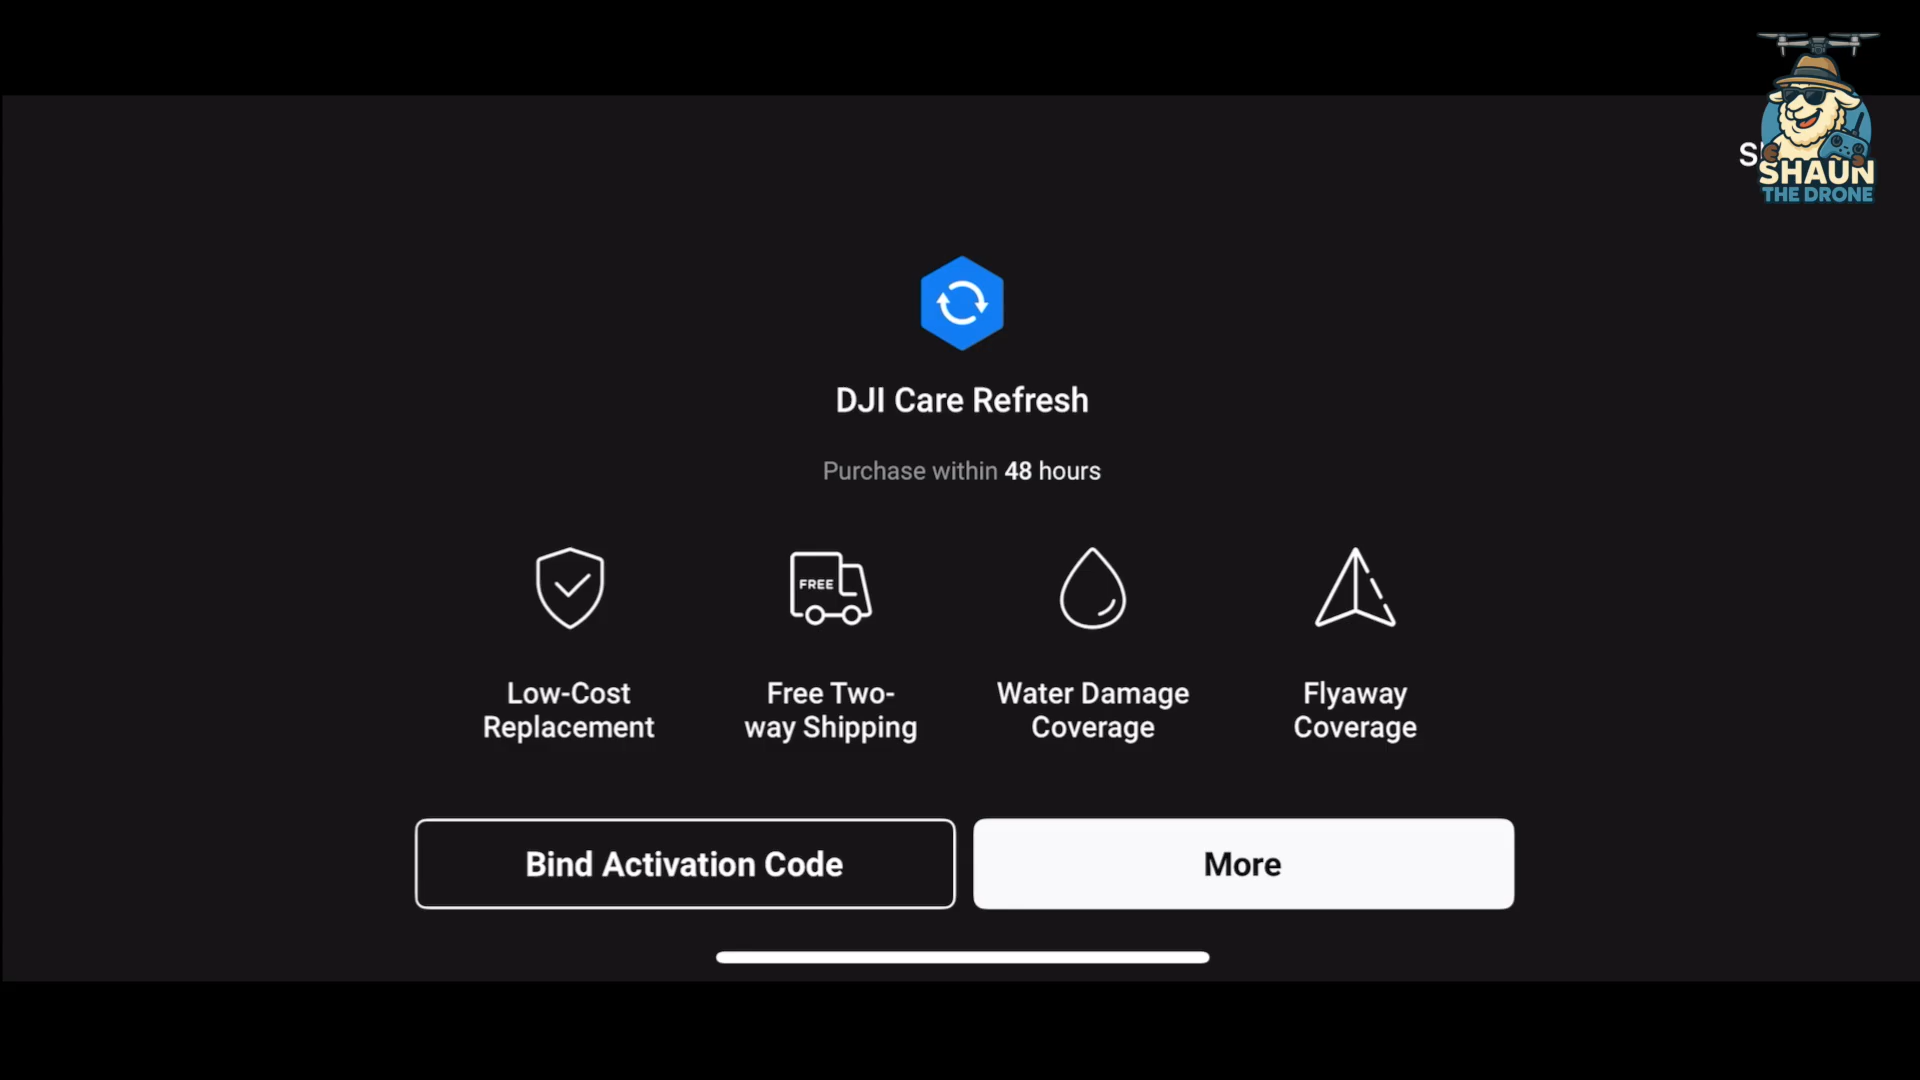 SHAUN
THE DRONE
DJI Care Refresh
Purchase within 48 hours
FREE
Low-Cost
Replacement
Free Two-
way Shipping
Water Damage
Coverage
Flyaway
Coverage
Bind Activation Code
More